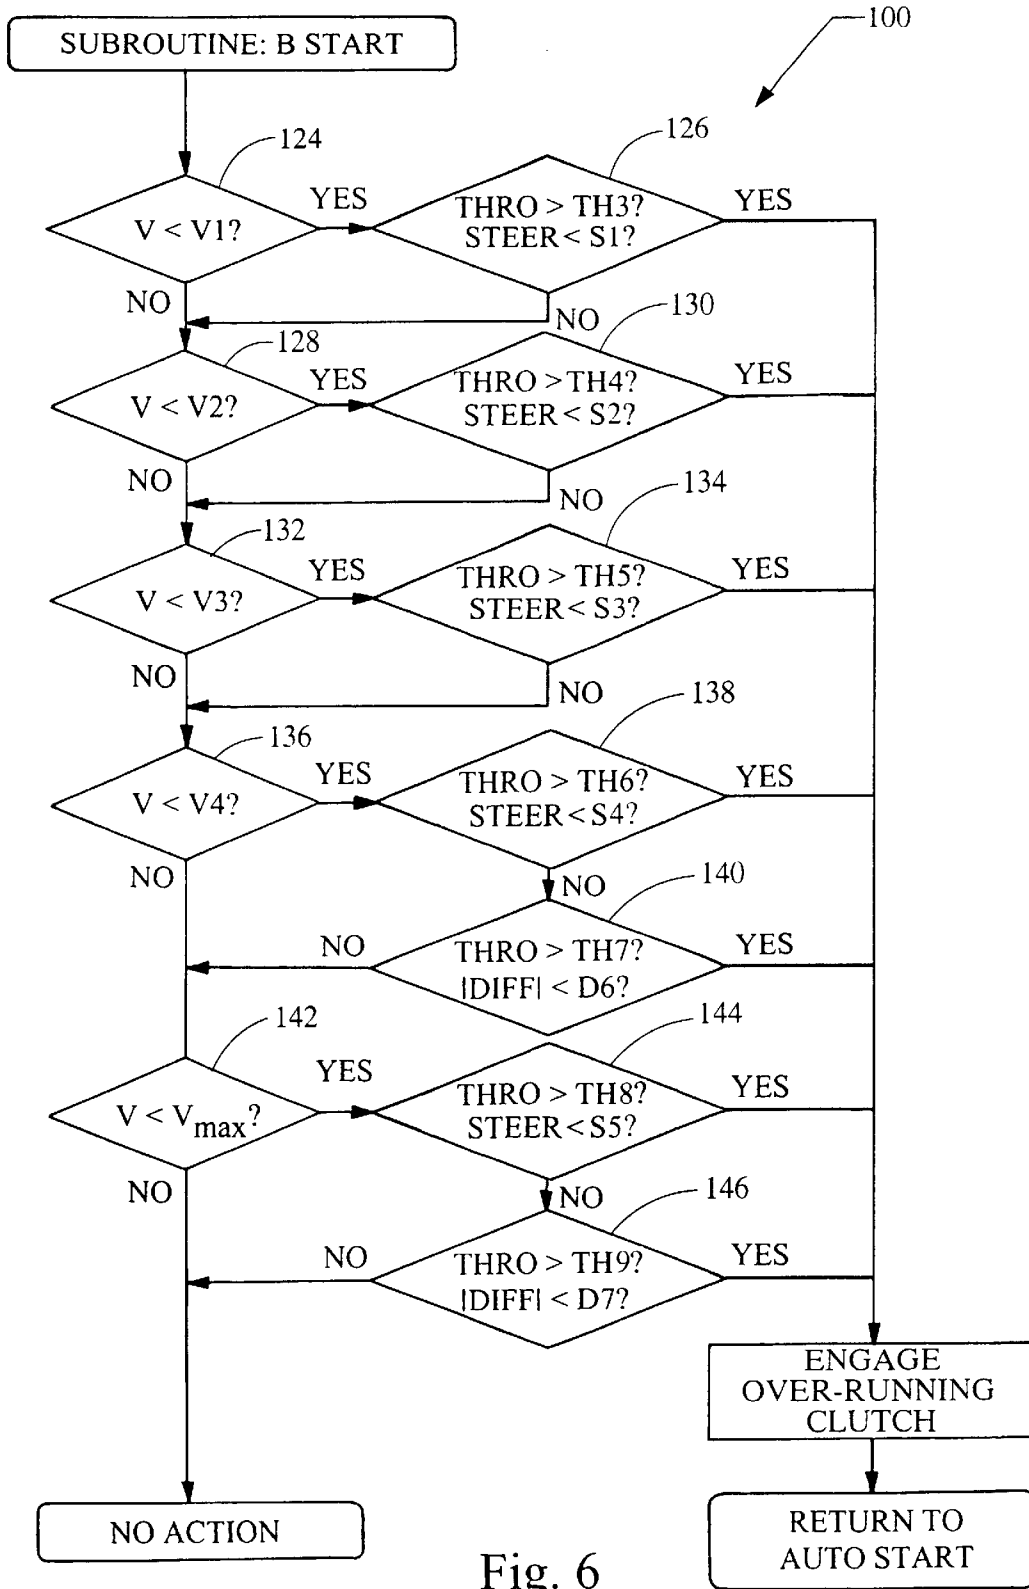 SUBROUTINE: B START
100
124
126
V < V1?
YES
THRO > TH3?
STEER < S1?
YES
NO
NO
128
130
V < V2?
YES
THRO > TH4?
STEER < S2?
YES
NO
NO
132
134
V < V3?
YES
THRO > TH5?
STEER < S3?
YES
NO
NO
136
138
V < V4?
YES
THRO > TH6?
STEER < S4?
YES
NO
NO
140
NO
THRO > TH7?
|DIFF| < D6?
YES
142
144
V < Vmax?
YES
THRO > TH8?
STEER < S5?
YES
NO
NO
146
NO
THRO > TH9?
|DIFF| < D7?
YES
ENGAGE
OVER-RUNNING
CLUTCH
NO ACTION
RETURN TO
AUTO START
Fig. 6